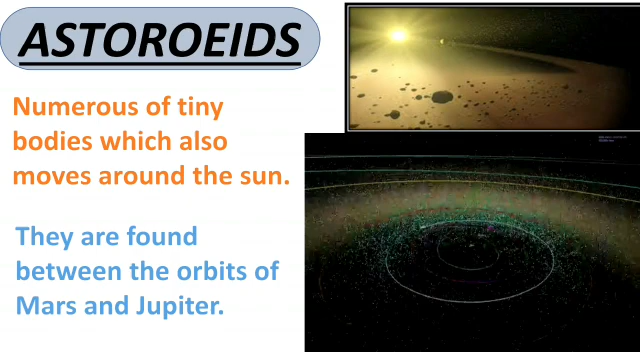 ASTOROEIDS
Numerous of tiny
bodies which also
moves around the sun.
They are found
between the orbits of
Mars and Jupiter.